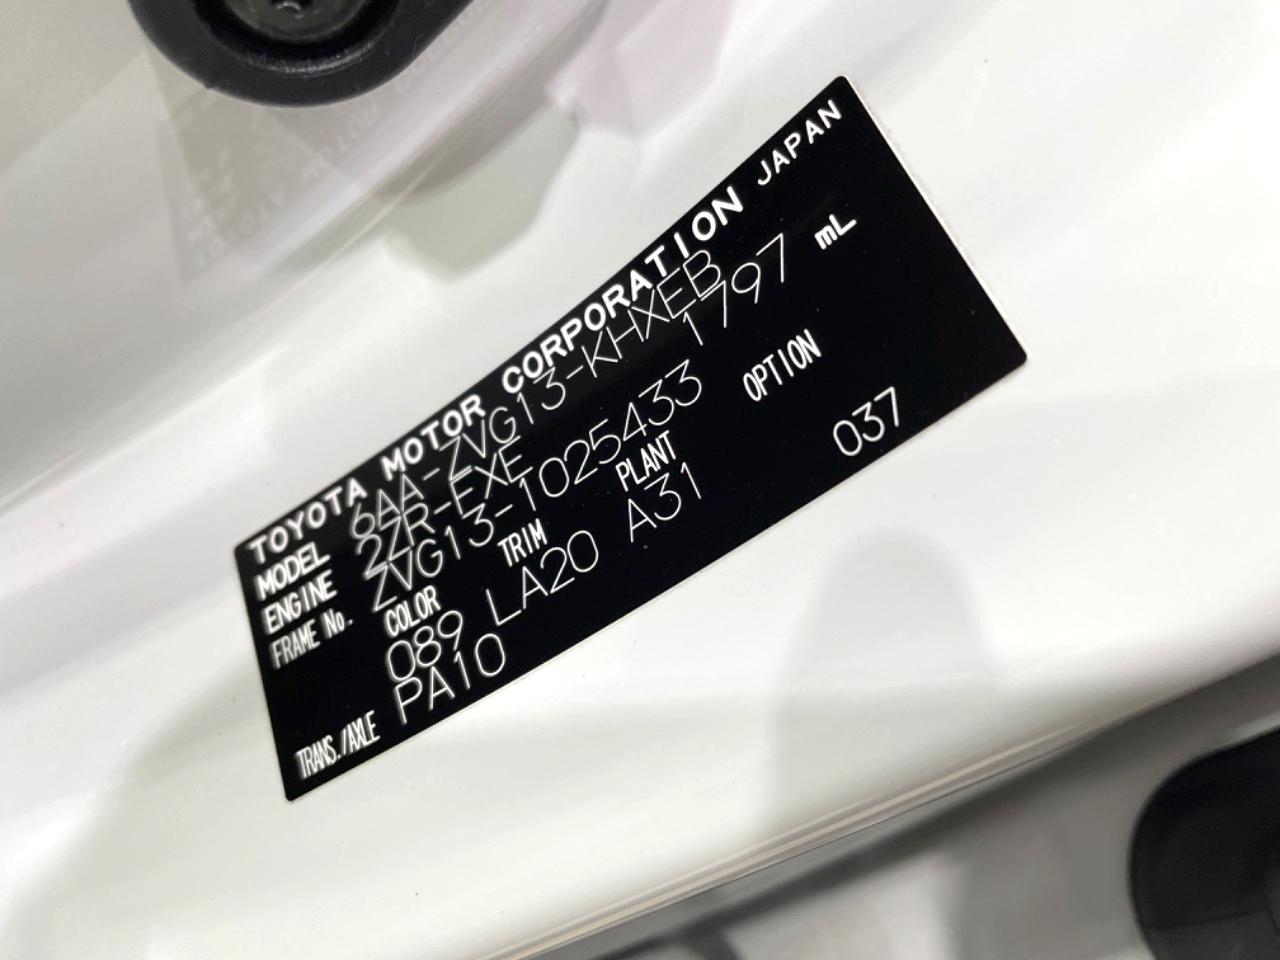 TOYOTA MOTOR CORPORATION JAPAN
MODEL 6AA-ZVG13-KHXEB
ENGINE 2ZR-EXE 1797 mL
FRAME No. ZVG13-1025433
COLOR TRIM PLANT OPTION
089 LA20 A31 037
TRANS./AXLE PA10